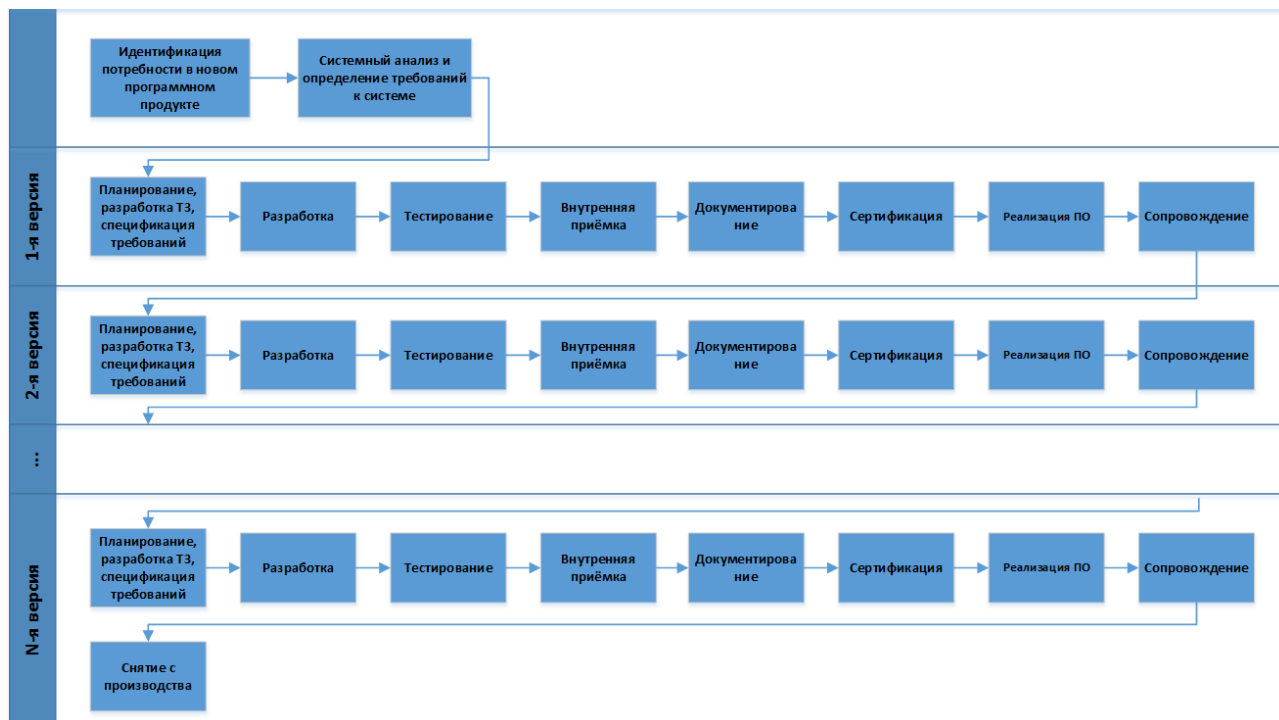 Идентификация
потребности в новом
программном
продукте
Системный анализ и
определение требований
к системе
1-я версия
Планирование,
разработка ТЗ,
спецификация
требований
Разработка
Тестирование
Внутренняя
приёмка
Документирова
ние
Сертификация
Реализация ПО
Сопровождение
2-я версия
Планирование,
разработка ТЗ,
спецификация
требований
Разработка
Тестирование
Внутренняя
приёмка
Документирова
ние
Сертификация
Реализация ПО
Сопровождение
...
N-я версия
Планирование,
разработка ТЗ,
спецификация
требований
Разработка
Тестирование
Внутренняя
приёмка
Документирова
ние
Сертификация
Реализация ПО
Сопровождение
Снятие с
производства